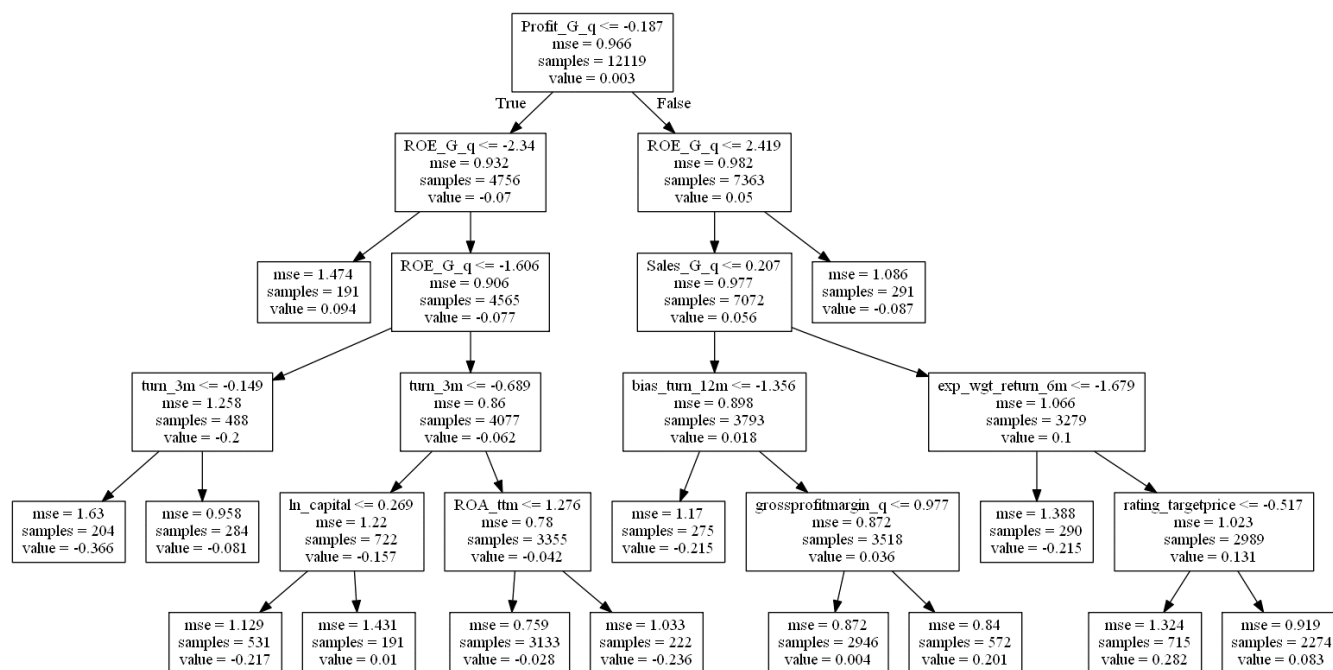 Profit_G_q <= -0.187
mse = 0.966
samples = 12119
value = 0.003
True
False
ROE_G_q <= -2.34
mse = 0.932
samples = 4756
value = -0.07
ROE_G_q <= 2.419
mse = 0.982
samples = 7363
value = 0.05
mse = 1.474
samples = 191
value = 0.094
ROE_G_q <= -1.606
mse = 0.906
samples = 4565
value = -0.077
Sales_G_q <= 0.207
mse = 0.977
samples = 7072
value = 0.056
mse = 1.086
samples = 291
value = -0.087
turn_3m <= -0.149
mse = 1.258
samples = 488
value = -0.2
turn_3m <= -0.689
mse = 0.86
samples = 4077
value = -0.062
bias_turn_12m <= -1.356
mse = 0.898
samples = 3793
value = 0.018
exp_wgt_return_6m <= -1.679
mse = 1.066
samples = 3279
value = 0.1
mse = 1.63
samples = 204
value = -0.366
mse = 0.958
samples = 284
value = -0.081
ln_capital <= 0.269
mse = 1.22
samples = 722
value = -0.157
ROA_ttm <= 1.276
mse = 0.78
samples = 3355
value = -0.042
mse = 1.17
samples = 275
value = -0.215
grossprofitmargin_q <= 0.977
mse = 0.872
samples = 3518
value = 0.036
mse = 1.388
samples = 290
value = -0.215
rating_targetprice <= -0.517
mse = 1.023
samples = 2989
value = 0.131
mse = 1.129
samples = 531
value = -0.217
mse = 1.431
samples = 191
value = 0.01
mse = 0.759
samples = 3133
value = -0.028
mse = 1.033
samples = 222
value = -0.236
mse = 0.872
samples = 2946
value = 0.004
mse = 0.84
samples = 572
value = 0.201
mse = 1.324
samples = 715
value = 0.282
mse = 0.919
samples = 2274
value = 0.083